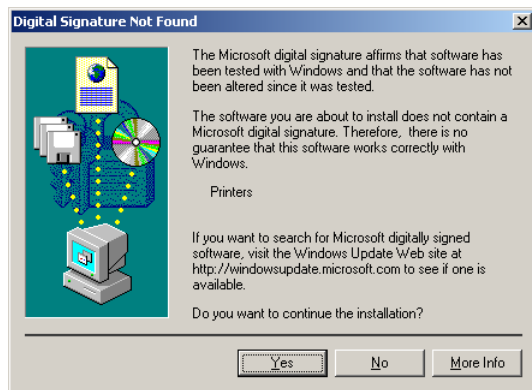 Digital Signature Not Found
The Microsoft digital signature affirms that software has
been tested with Windows and that the software has not
been altered since it was tested.
The software you are about to install does not contain a
Microsoft digital signature. Therefore,  there is no
guarantee that this software works correctly with
Windows.
Printers
If you want to search for Microsoft digitally signed
software, visit the Windows Update Web site at
http://windowsupdate.microsoft.com to see if one is
available.
Do you want to continue the installation?
Yes No More Info